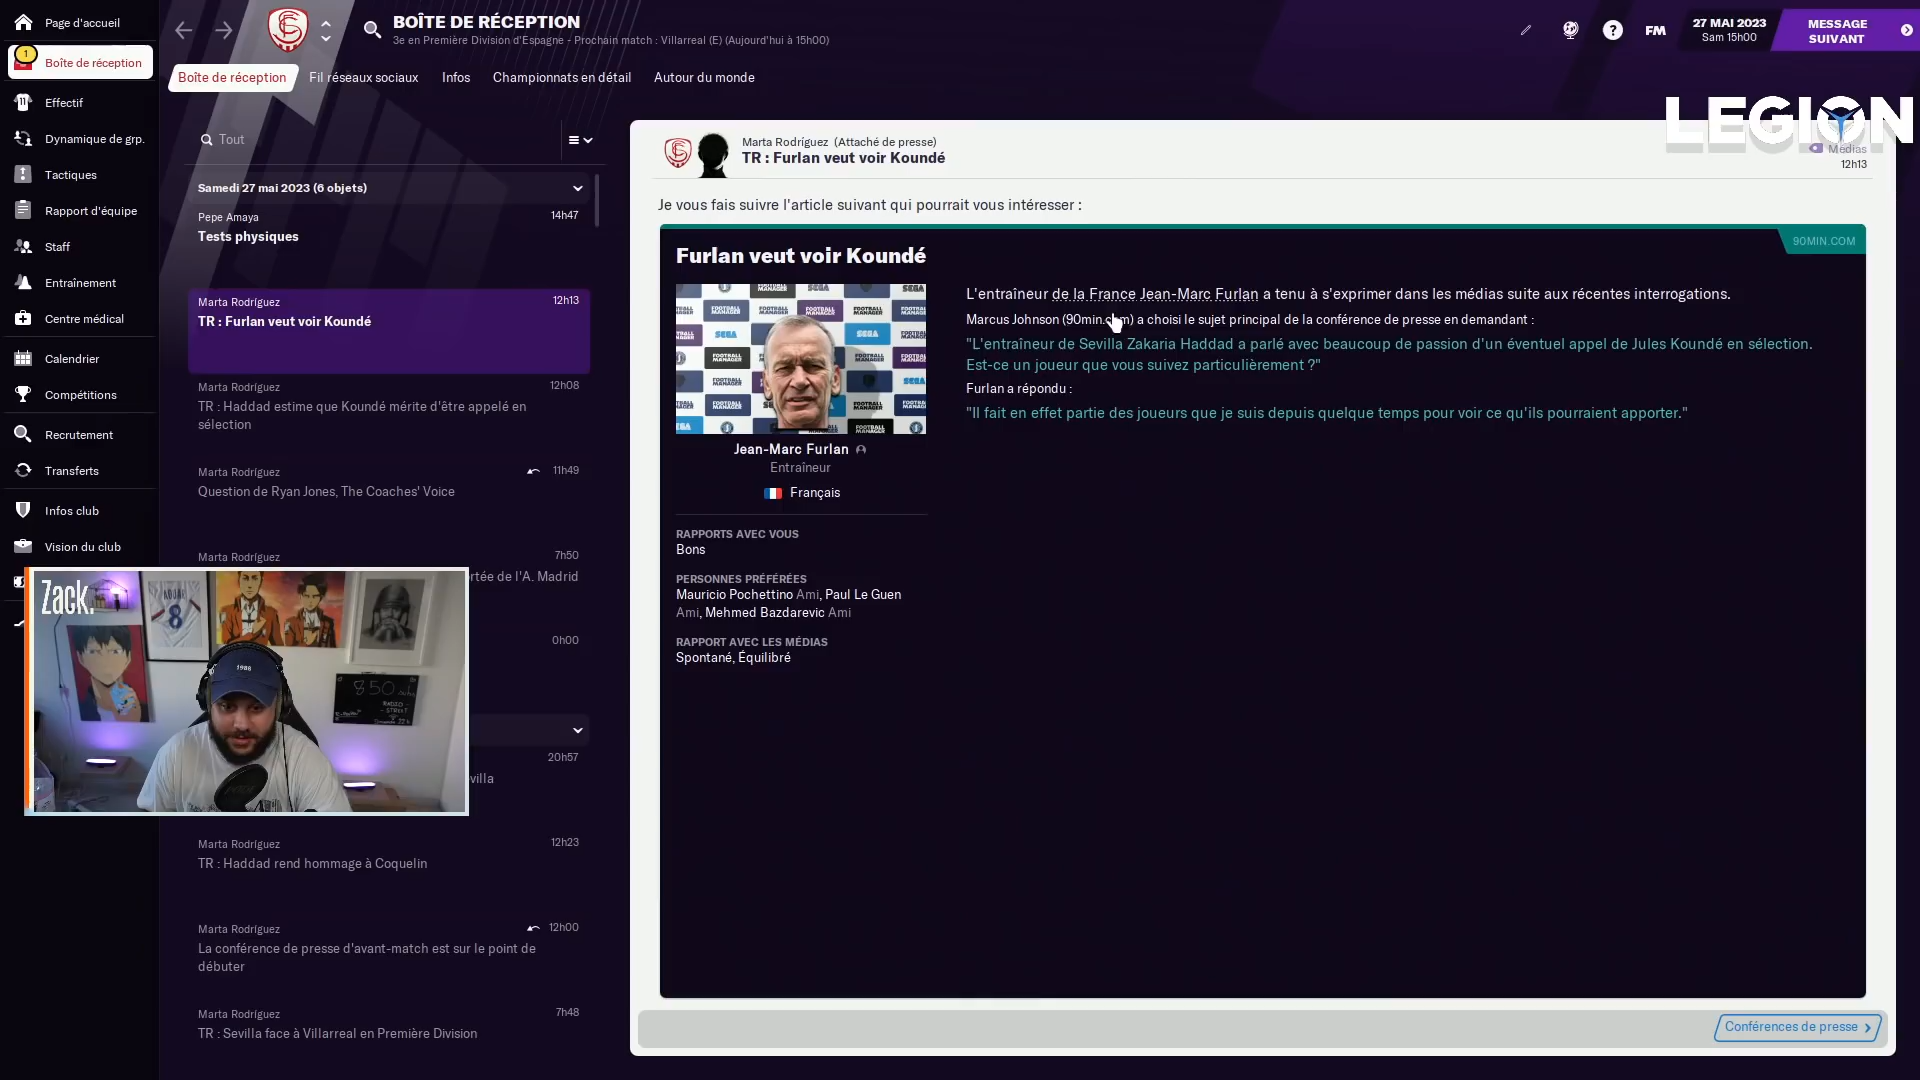 Page d'accueil
1
Boîte de réception
Effectif
Dynamique de grp.
Tactiques
Rapport d'équipe
Staff
Entraînement
Centre médical
Calendrier
Compétitions
Recrutement
Transferts
Infos club
Vision du club
BOÎTE DE RÉCEPTION
3e en Première Division d'Espagne - Prochain match : Villarreal (E) (Aujourd'hui à 15h00)
FM
27 MAI 2023
Sam 15h00
MESSAGE
SUIVANT
Boîte de réception
Fil réseaux sociaux
Infos
Championnats en détail
Autour du monde
LEGION
Tout
Samedi 27 mai 2023 (6 objets)
Pepe Amaya
14h47
Tests physiques
Marta Rodríguez
12h13
TR : Furlan veut voir Koundé
Marta Rodríguez
12h08
TR : Haddad estime que Koundé mérite d'être appelé en
sélection
Marta Rodríguez
11h49
Question de Ryan Jones, The Coaches' Voice
Marta Rodríguez
7h50
rtée de l'A. Madrid
0h00
20h57
villa
Marta Rodríguez
12h23
TR : Haddad rend hommage à Coquelin
Marta Rodríguez
12h00
La conférence de presse d'avant-match est sur le point de
débuter
Marta Rodríguez
7h48
TR : Sevilla face à Villarreal en Première Division
Marta Rodríguez (Attaché de presse)
TR : Furlan veut voir Koundé
Médias
12h13
Je vous fais suivre l'article suivant qui pourrait vous intéresser :
90MIN.COM
Furlan veut voir Koundé
FOOTBALL MANAGER
SEGA
Jean-Marc Furlan
Entraîneur
Français
RAPPORTS AVEC VOUS
Bons
PERSONNES PRÉFÉRÉES
Mauricio Pochettino Ami, Paul Le Guen
Ami, Mehmed Bazdarevic Ami
RAPPORT AVEC LES MÉDIAS
Spontané, Équilibré
L'entraîneur de la France Jean-Marc Furlan a tenu à s'exprimer dans les médias suite aux récentes interrogations.
Marcus Johnson (90min.com) a choisi le sujet principal de la conférence de presse en demandant :
"L'entraîneur de Sevilla Zakaria Haddad a parlé avec beaucoup de passion d'un éventuel appel de Jules Koundé en sélection.
Est-ce un joueur que vous suivez particulièrement ?"
Furlan a répondu :
"Il fait en effet partie des joueurs que je suis depuis quelque temps pour voir ce qu'ils pourraient apporter."
Conférences de presse
Zack.
8
1988
850